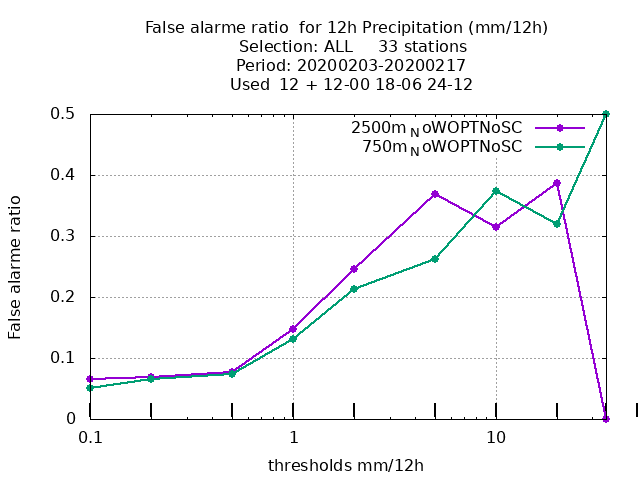 False alarme ratio  for 12h Precipitation (mm/12h)
Selection: ALL     33 stations
Period: 20200203-20200217
Used  12 + 12-00 18-06 24-12
2500m_NoWOPTNoSC
750m_NoWOPTNoSC
False alarme ratio
0.5
0.4
0.3
0.2
0.1
0
0.1 1 10
thresholds mm/12h